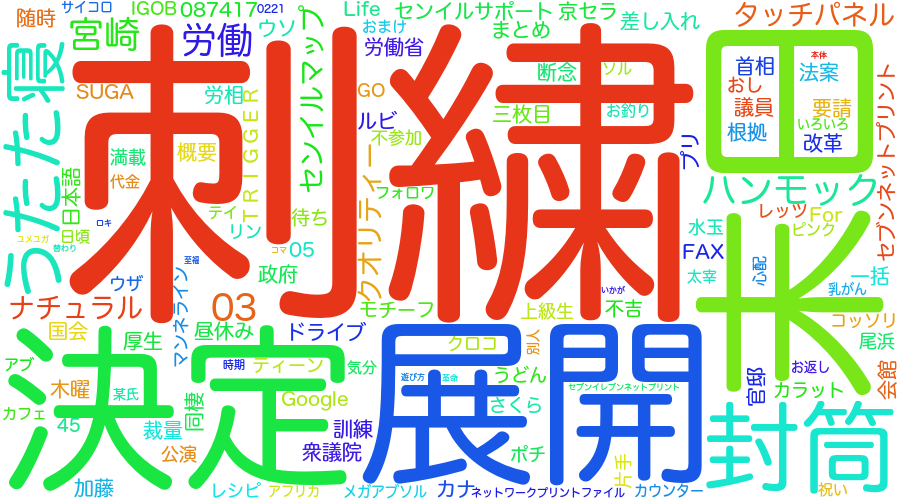 随時
サイコロ
IGOB
087417
0221
Life
センイルサポート
京セラ
差し入れ
タッチパネル
宮崎
労働
ウソ
センイルマップ
おまけ
労働省
まとめ
刺繍
田
首相
法案
本体
おし
議員
要請
いろいろ
根拠
改革
断念
ソル
お釣り
三枚目
SUGA
労相
GO
ルビ
不参加
うたた寝
満載
概要
代金
TRIGGER
クオリティー
フォロワ
プリ
セブンネットプリント
日本語
日頃
ロキ
ユメコガ
替わり
テイ
リン
待ち
コマ
05
至福
政府
ハンモック
レッツ
For
ピンク
水玉
FAX
太宰
心配
一括
乳がん
米
ナチュラル
ウザ
マンネライン
03
モチーフ
上級生
いかが
不吉
コッソリ
尾浜
国会
厚生
昼休み
ドライブ
クロコ
別人
アプ
木曜
某氏
時期
ティーン
気分
遊び方
革命
うどん
セブンイレブンネットプリント
官邸
お返し
カラット
会館
決定
展開
封筒
カフェ
45
同棲
Google
さくら
裁量
公演
訓練
衆議院
ポチ
片手
加藤
レシピ
アフリカ
メガアブソル
カナ
ネットワークプリントファイル
カウンター
祝い